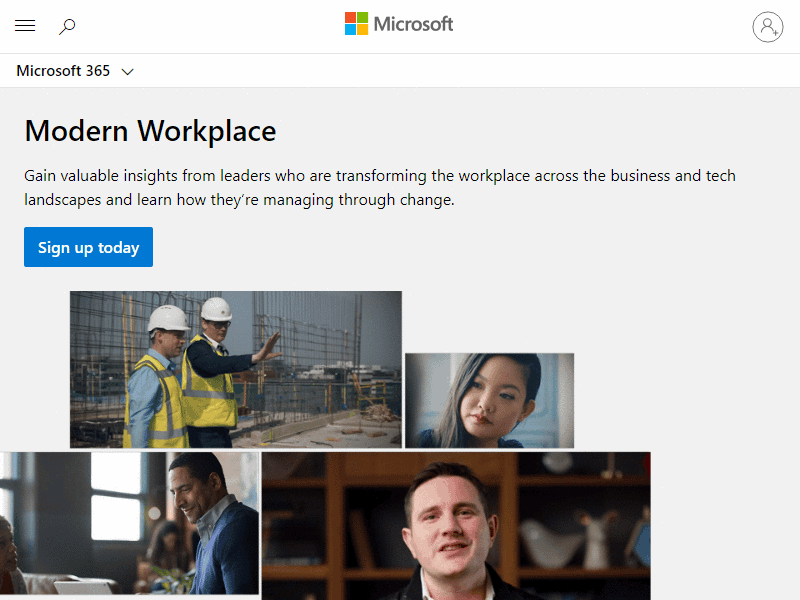 Microsoft
Microsoft 365
Modern Workplace
Gain valuable insights from leaders who are transforming the workplace across the business and tech
landscapes and learn how they’re managing through change.
Sign up today